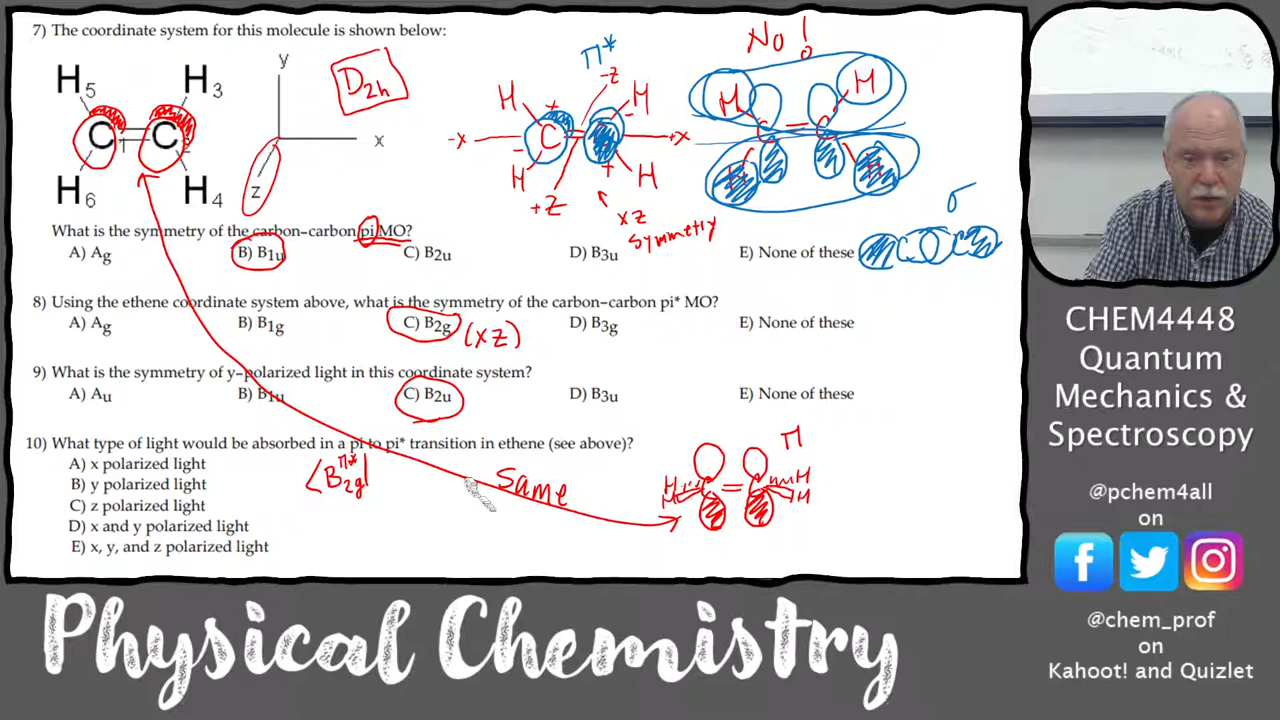 7) The coordinate system for this molecule is shown below:
H5 H3
C C
H6 H4
y
x
z
D2h
Π*
-z
H H
-x C +x
H H
+z
+ -
- +
xz
symmetry
No!
H H
C C
H H
σ
C C
What is the symmetry of the carbon-carbon pi MO?
A) Ag B) B1u C) B2u D) B3u E) None of these
8) Using the ethene coordinate system above, what is the symmetry of the carbon-carbon pi* MO?
A) Ag B) B1g C) B2g D) B3g E) None of these
(xz)
9) What is the symmetry of y-polarized light in this coordinate system?
A) Au B) B1u C) B2u D) B3u E) None of these
10) What type of light would be absorbed in a pi to pi* transition in ethene (see above)?
A) x polarized light
B) y polarized light
C) z polarized light
D) x and y polarized light
E) x, y, and z polarized light
⟨B2g^Π*|
Same
Π
H C = C H
H H
CHEM4448
Quantum
Mechanics &
Spectroscopy
@pchem4all
on
@chem_prof
on
Kahoot! and Quizlet
Physical Chemistry